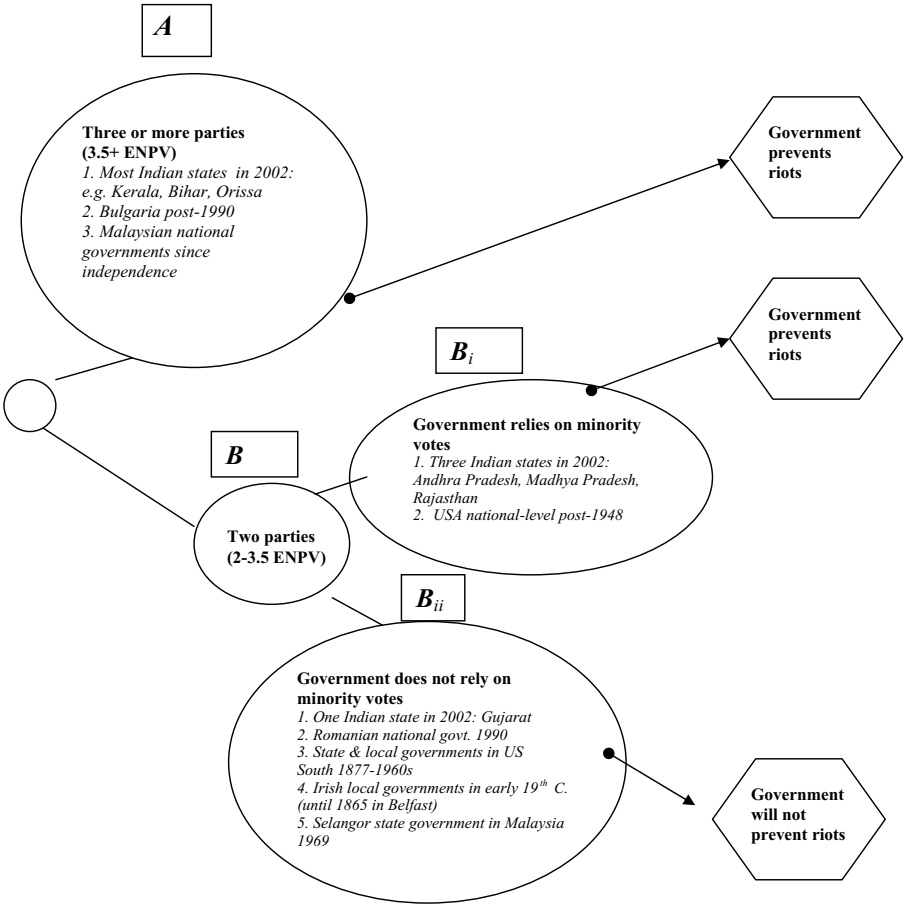 A
Three or more parties
(3.5+ ENPV)
1. Most Indian states in 2002:
e.g. Kerala, Bihar, Orissa
2. Bulgaria post-1990
3. Malaysian national
governments since
independence
Government
prevents
riots
Government
prevents
riots
Bi
Government relies on minority
votes
1. Three Indian states in 2002:
Andhra Pradesh, Madhya Pradesh,
Rajasthan
2. USA national-level post-1948
B
Two parties
(2-3.5 ENPV)
Bii
Government does not rely on
minority votes
1. One Indian state in 2002: Gujarat
2. Romanian national govt. 1990
3. State & local governments in US
South 1877-1960s
4. Irish local governments in early 19th C.
(until 1865 in Belfast)
5. Selangor state government in Malaysia
1969
Government
will not
prevent riots